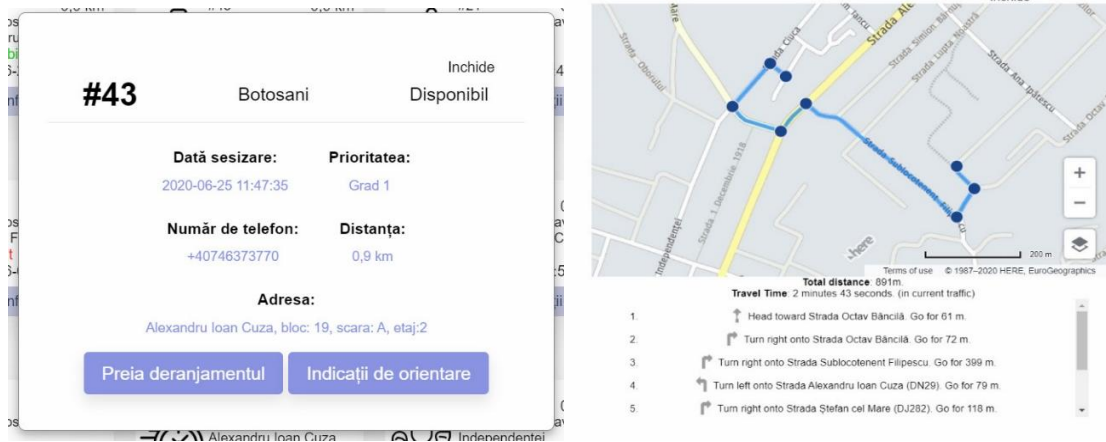 Inchide
#43 Botosani Disponibil
Dată sesizare: Prioritatea:
2020-06-25 11:47:35 Grad 1
Număr de telefon: Distanța:
+40746373770 0,9 km
Adresa:
Alexandru Ioan Cuza, bloc: 19, scara: A, etaj:2
Preia deranjamentul Indicații de orientare
Alexandru Ioan Cuza Independentei
Strada Oborului
Strada 1 Decembrie 1918
Independenței
Strada Simion Bărnuț
Strada Lupta Noastră
Strada Ana Ipătescu
Strada Octav
Strada Sublocotenent Filip
cu
here
+
−
200 m
Terms of use © 1987–2020 HERE, EuroGeographics
Total distance: 891m.
Travel Time: 2 minutes 43 seconds. (in current traffic)
1. Head toward Strada Octav Băncilă. Go for 61 m.
2. Turn right onto Strada Octav Băncilă. Go for 72 m.
3. Turn right onto Strada Sublocotenent Filipescu. Go for 399 m.
4. Turn left onto Strada Alexandru Ioan Cuza (DN29). Go for 79 m.
5. Turn right onto Strada Ștefan cel Mare (DJ282). Go for 118 m.